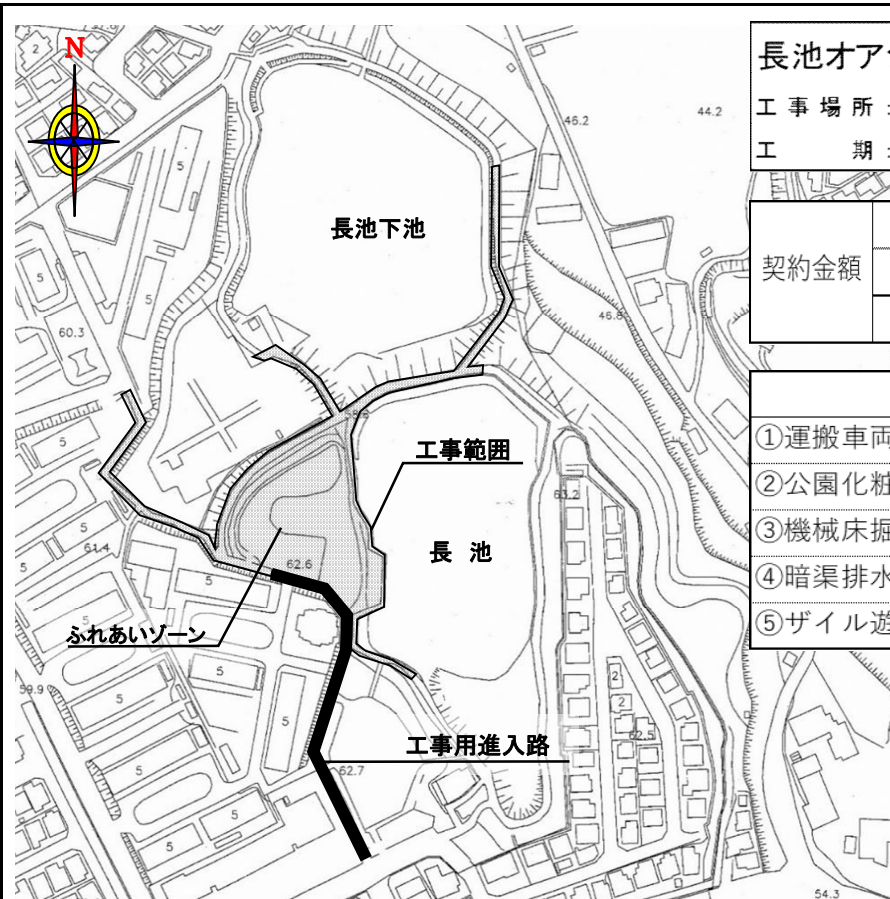 N
長池オア
工事場所
工 期
契約金額
①運搬車両
②公園化粧
③機械床掘
④暗渠排水
⑤ザイル遊
長池下池
工事範囲
長 池
ふれあいゾーン
工事用進入路
2
5
5
5
60.3
5
5
61.4
5
5
59.9
5
5
5
5
5
5
62.6
62.7
46.2
44.2
46.8
63.2
2
2
62.5
54.3